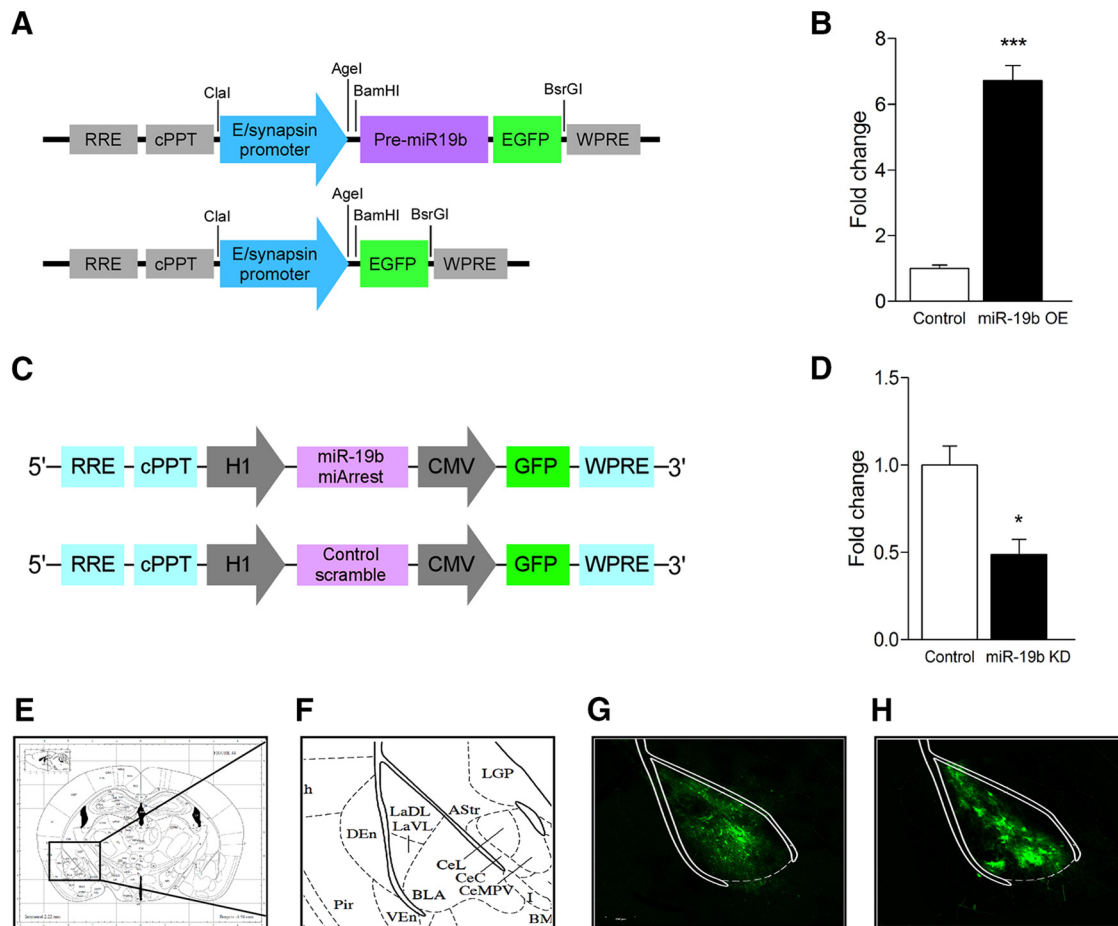 A
ClaI
AgeI
BamHI
BsrGI
RRE
cPPT
E/synapsin
promoter
Pre-miR19b
EGFP
WPRE
ClaI
AgeI
BamHI
BsrGI
RRE
cPPT
E/synapsin
promoter
EGFP
WPRE
B
Fold change
8
6
4
2
0
***
Control
miR-19b OE
C
5'
RRE
cPPT
H1
miR-19b
miArrest
CMV
GFP
WPRE
3'
5'
RRE
cPPT
H1
Control
scramble
CMV
GFP
WPRE
3'
D
Fold change
1.5
1.0
0.5
0.0
*
Control
miR-19b KD
E
F
h
LGP
LaDL
LaVL
AStr
DEn
CeL
CeC
CeMPV
BLA
I
Pir
VEn
BM
G
H